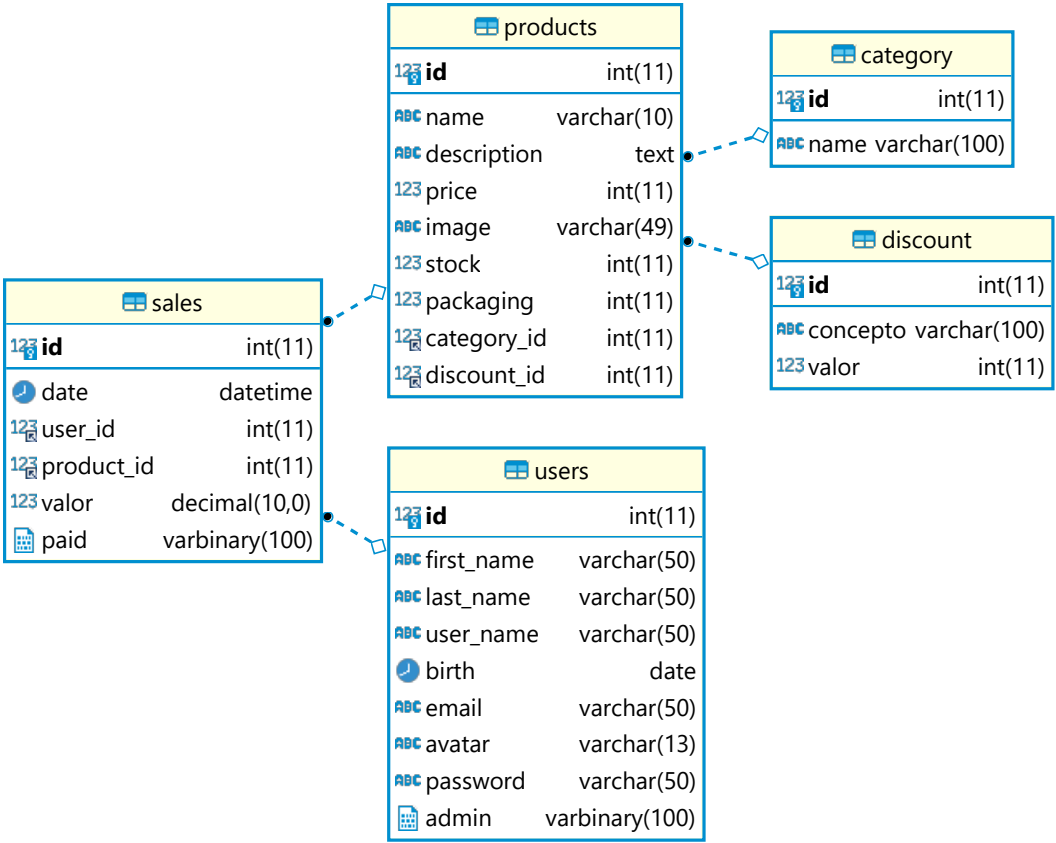 products
id int(11)
name varchar(10)
description text
price int(11)
image varchar(49)
stock int(11)
packaging int(11)
category_id int(11)
discount_id int(11)
category
id int(11)
name varchar(100)
discount
id int(11)
concepto varchar(100)
valor int(11)
sales
id int(11)
date datetime
user_id int(11)
product_id int(11)
valor decimal(10,0)
paid varbinary(100)
users
id int(11)
first_name varchar(50)
last_name varchar(50)
user_name varchar(50)
birth date
email varchar(50)
avatar varchar(13)
password varchar(50)
admin varbinary(100)